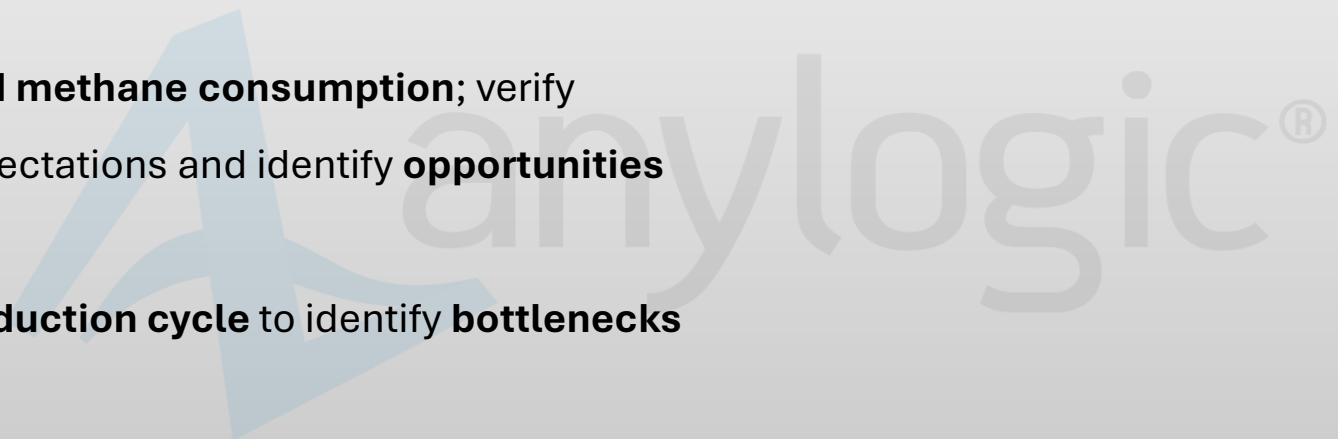 methane consumption; verify
ectations and identify opportunities
duction cycle to identify bottlenecks
anylogic®